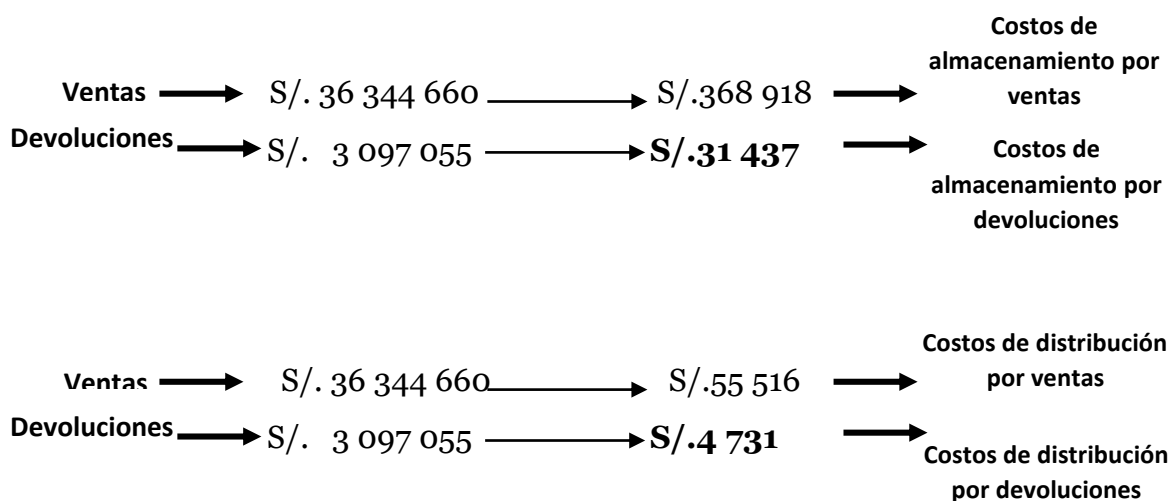 Costos de
almacenamiento por
ventas
Ventas S/. 36 344 660 S/.368 918
Devoluciones S/. 3 097 055 S/.31 437
Costos de
almacenamiento por
devoluciones
Costos de distribución
por ventas
Ventas S/. 36 344 660 S/.55 516
Devoluciones S/. 3 097 055 S/.4 731
Costos de distribución
por devoluciones